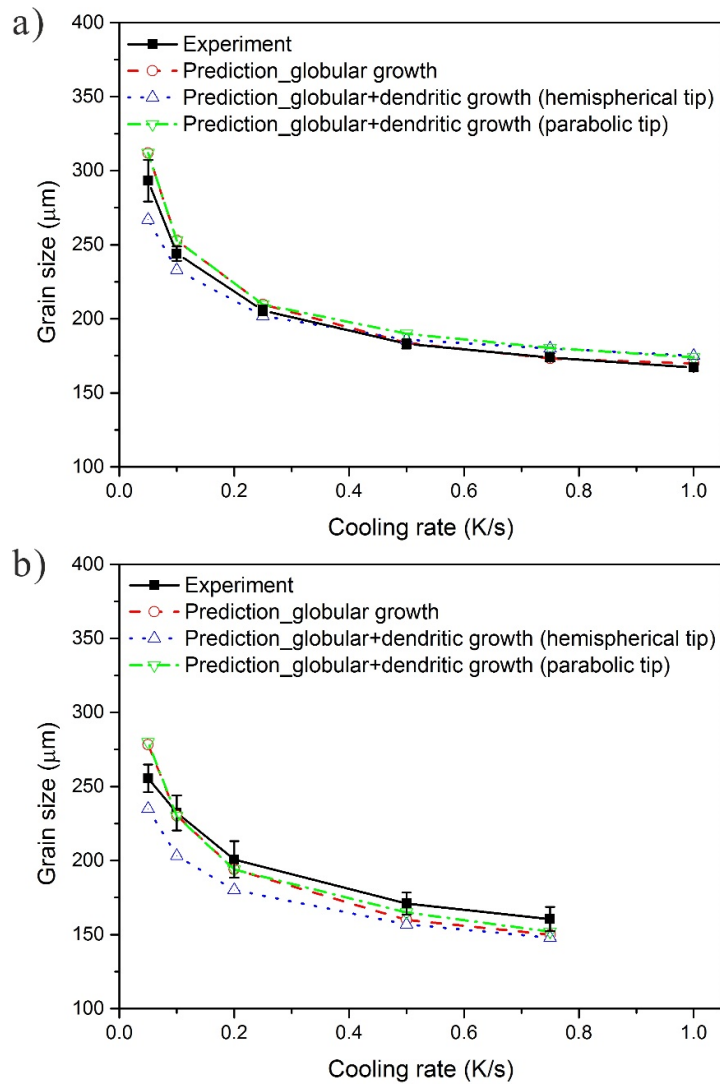 a)
400
350
300
250
200
150
100
Grain size (μm)
Experiment
Prediction_globular growth
Prediction_globular+dendritic growth (hemispherical tip)
Prediction_globular+dendritic growth (parabolic tip)
0.0 0.2 0.4 0.6 0.8 1.0
Cooling rate (K/s)
b)
400
350
300
250
200
150
100
Grain size (μm)
Experiment
Prediction_globular growth
Prediction_globular+dendritic growth (hemispherical tip)
Prediction_globular+dendritic growth (parabolic tip)
0.0 0.2 0.4 0.6 0.8 1.0
Cooling rate (K/s)